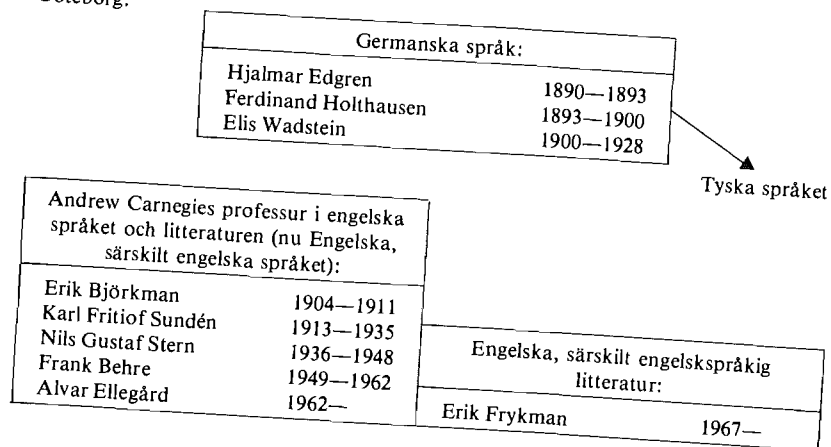 Göteborg:
Germanska språk:
Hjalmar Edgren 1890—1893
Ferdinand Holthausen 1893—1900
Elis Wadstein 1900—1928
Tyska språket
Andrew Carnegies professur i engelska
språket och litteraturen (nu Engelska,
särskilt engelska språket):
Erik Björkman 1904—1911
Karl Fritiof Sundén 1913—1935
Nils Gustaf Stern 1936—1948
Frank Behre 1949—1962
Alvar Ellegård 1962—
Engelska, särskilt engelskspråkig
litteratur:
Erik Frykman 1967—